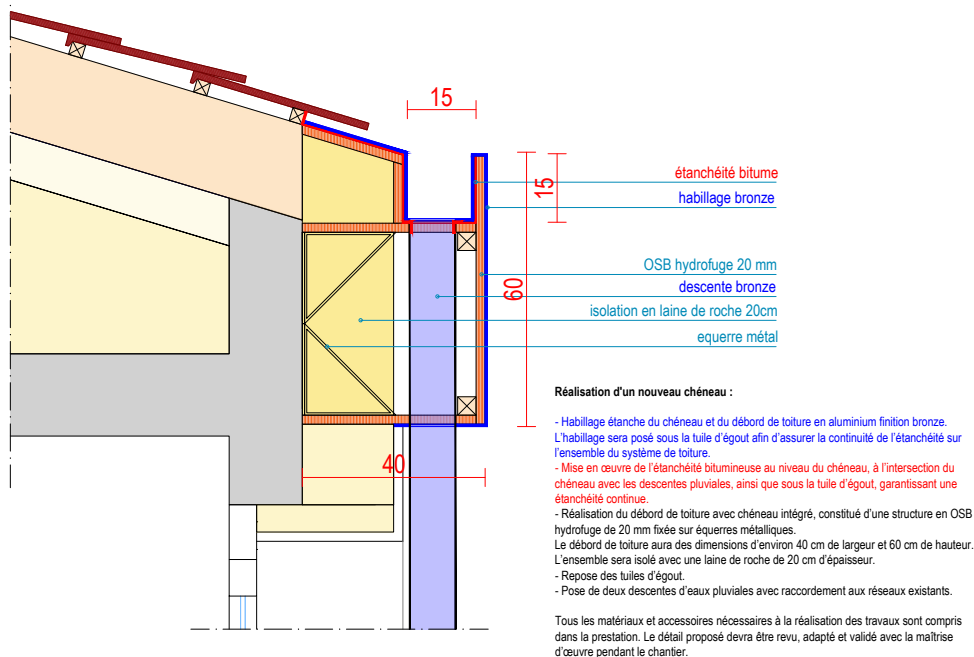 15
étanchéité bitume
15
habillage bronze
OSB hydrofuge 20 mm
60
descente bronze
isolation en laine de roche 20cm
equerre métal
40
Réalisation d'un nouveau chéneau :
- Habillage étanche du chéneau et du débord de toiture en aluminium finition bronze.
L'habillage sera posé sous la tuile d'égout afin d'assurer la continuité de l'étanchéité sur
l'ensemble du système de toiture.
- Mise en œuvre de l'étanchéité bitumineuse au niveau du chéneau, à l'intersection du
chéneau avec les descentes pluviales, ainsi que sous la tuile d'égout, garantissant une
étanchéité continue.
- Réalisation du débord de toiture avec chéneau intégré, constitué d'une structure en OSB
hydrofuge de 20 mm fixée sur équerres métalliques.
Le débord de toiture aura des dimensions d'environ 40 cm de largeur et 60 cm de hauteur.
L'ensemble sera isolé avec une laine de roche de 20 cm d'épaisseur.
- Repose des tuiles d'égout.
- Pose de deux descentes d'eaux pluviales avec raccordement aux réseaux existants.
Tous les matériaux et accessoires nécessaires à la réalisation des travaux sont compris
dans la prestation. Le détail proposé devra être revu, adapté et validé avec la maîtrise
d'œuvre pendant le chantier.